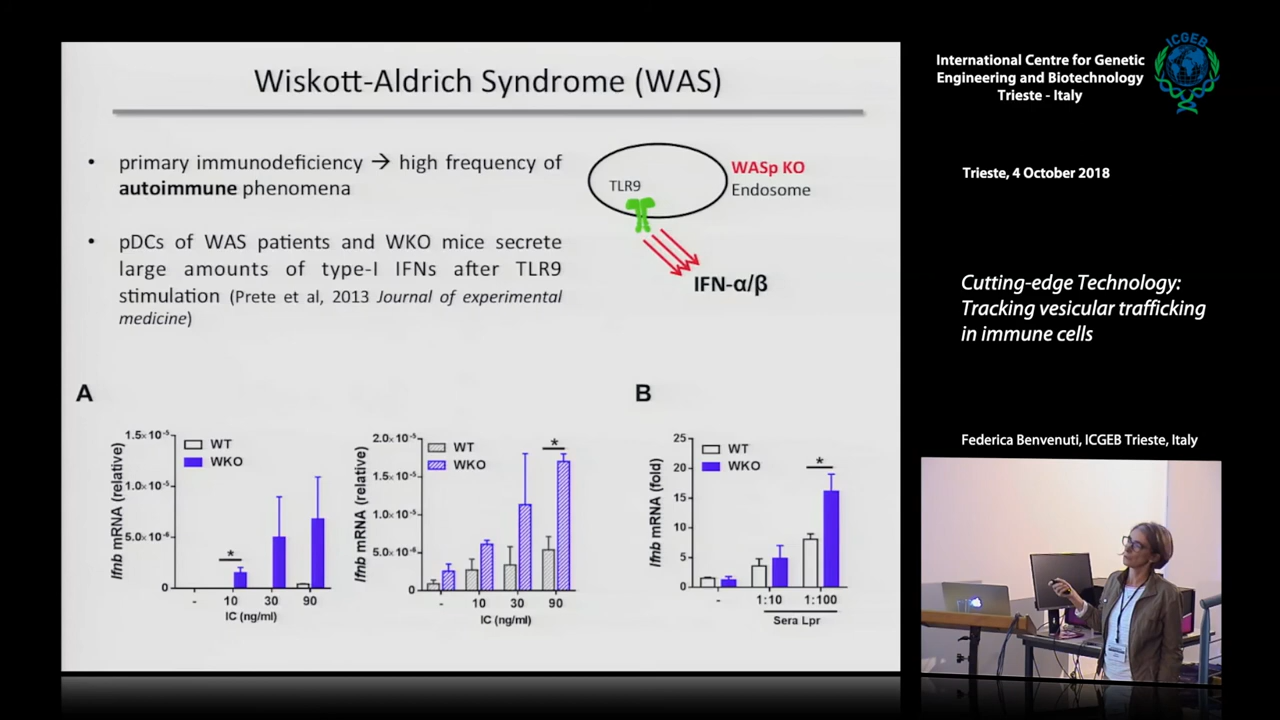 Wiskott-Aldrich Syndrome (WAS)
• primary immunodeficiency → high frequency of
autoimmune phenomena
• pDCs of WAS patients and WKO mice secrete
large amounts of type-I IFNs after TLR9
stimulation (Prete et al, 2013 Journal of experimental
medicine)
TLR9
WASp KO
Endosome
IFN-α/β
A
Ifnb mRNA (relative)
1.5×10⁻⁵
1.0×10⁻⁵
5.0×10⁻⁶
0
WT
WKO
*
- 10 30 90
IC (ng/ml)
Ifnb mRNA (relative)
2.0×10⁻⁵
1.5×10⁻⁵
1.0×10⁻⁵
5.0×10⁻⁶
0
WT
WKO
*
- 10 30 90
IC (ng/ml)
B
Ifnb mRNA (fold)
25
20
15
10
5
0
WT
WKO
*
- 1:10 1:100
Sera Lpr
International Centre for Genetic
Engineering and Biotechnology
Trieste - Italy
ICGEB
Trieste, 4 October 2018
Cutting-edge Technology:
Tracking vesicular trafficking
in immune cells
Federica Benvenuti, ICGEB Trieste, Italy